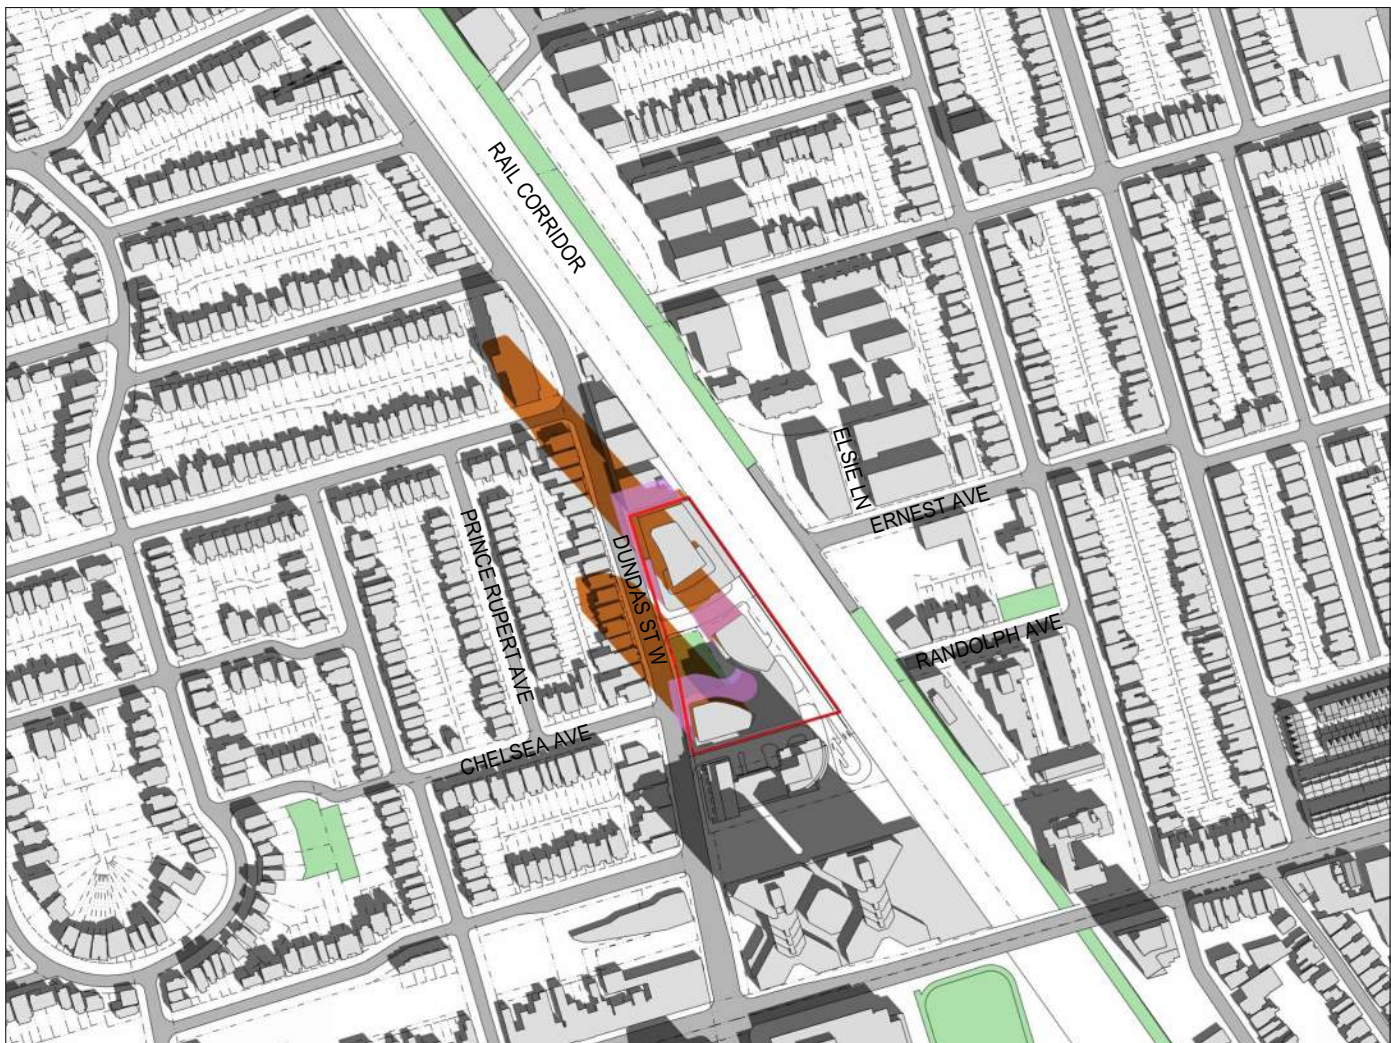 RAIL CORRIDOR
ELSIE LN
ERNEST AVE
PRINCE RUPERT AVE
DUNDAS ST W
RANDOLPH AVE
CHELSEA AVE